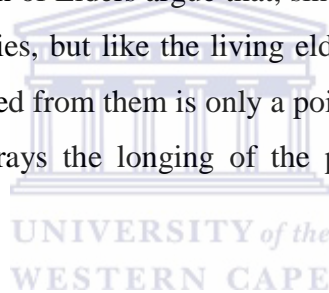 of Elders argue that, sin
ies, but like the living eld
ed from them is only a poi
rays the longing of the p
UNIVERSITY of the
WESTERN CAPE